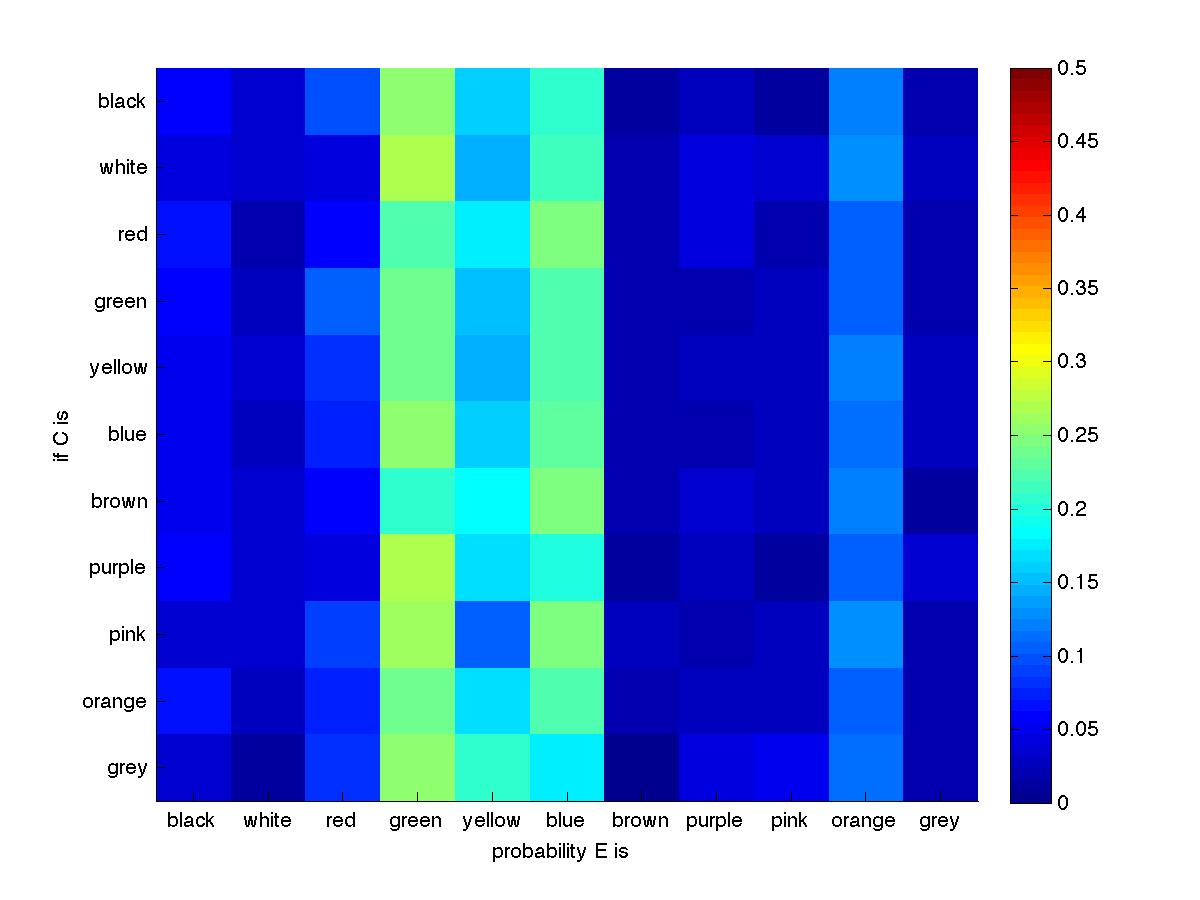 black
white
red
green
yellow
blue
brown
purple
pink
orange
grey
if C is
black white red green yellow blue brown purple pink orange grey
probability E is
0.5
0.45
0.4
0.35
0.3
0.25
0.2
0.15
0.1
0.05
0